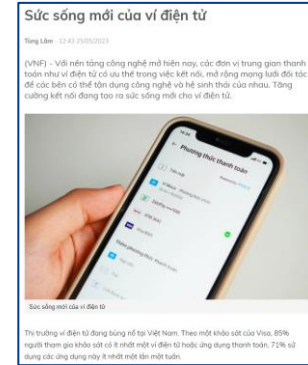 Sức sống mới của ví điện tử
Tùng Lâm - 12:43 25/05/2023
(VNF) - Với nền tảng công nghệ mở hiện nay, các đơn vị trung gian thanh
toán như ví điện tử có ưu thế trong việc kết nối, mở rộng mạng lưới đối tác
để các bên có thể tận dụng công nghệ và hệ sinh thái của nhau. Tăng
cường kết nối đang tạo ra sức sống mới cho ví điện tử.
Phương thức thanh toán
Tiền mặt
Sức sống mới của ví điện tử
Thị trường ví điện tử đang bùng nổ tại Việt Nam. Theo một khảo sát của Visa, 85%
người tham gia khảo sát có ít nhất một ví điện tử hoặc ứng dụng thanh toán, 71% sử
dụng các ứng dụng này ít nhất một lần một tuần.